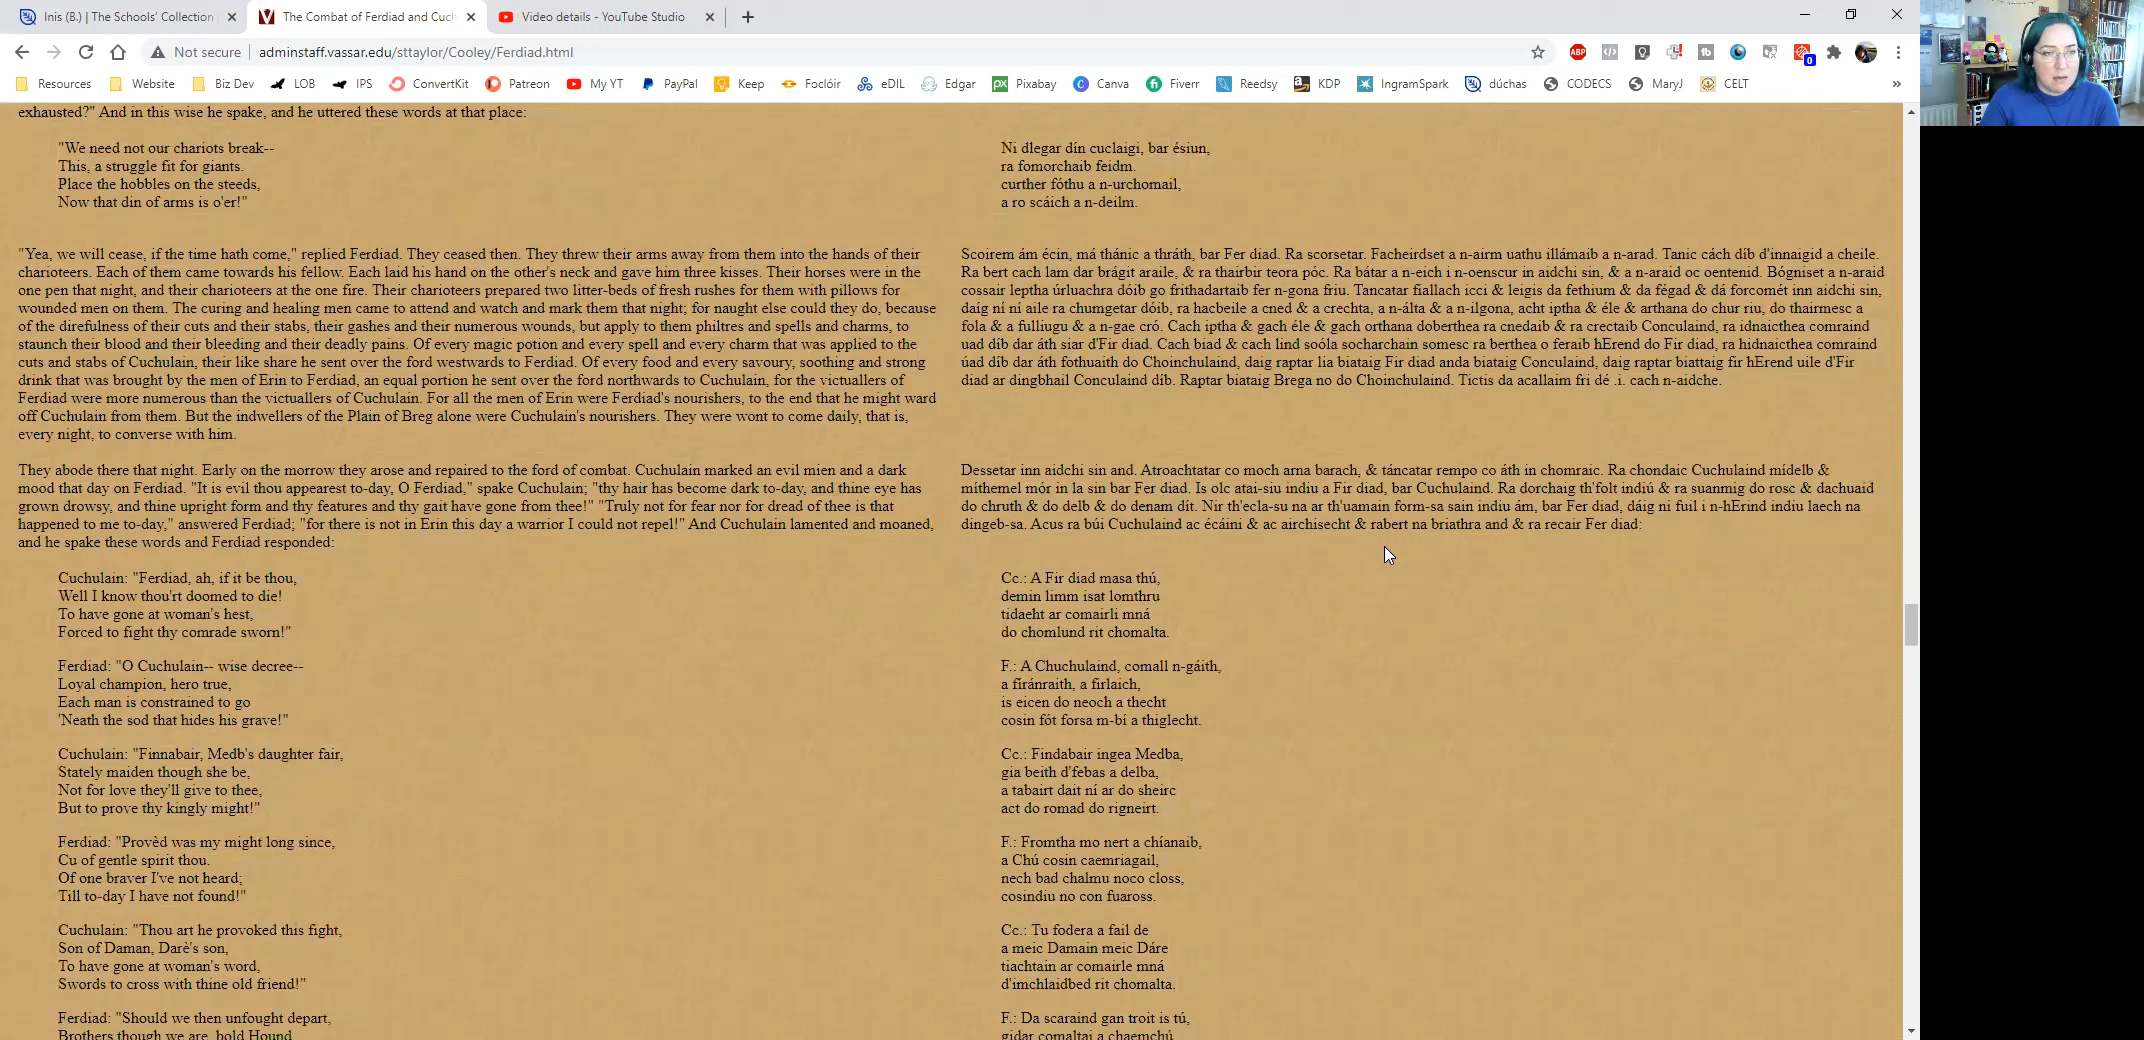 Inis (B.) | The Schools' Collection
The Combat of Ferdiad and Cuch
Video details - YouTube Studio
Not secure
adminstaff.vassar.edu/sttaylor/Cooley/Ferdiad.html
Resources Website Biz Dev LOB IPS ConvertKit Patreon My YT PayPal Keep Foclóir eDIL Edgar Pixabay Canva Fiverr Reedsy KDP IngramSpark dúchas CODECS MaryJ CELT
exhausted?" And in this wise he spake, and he uttered these words at that place:
"We need not our chariots break--
This, a struggle fit for giants.
Place the hobbles on the steeds,
Now that din of arms is o'er!"
"Yea, we will cease, if the time hath come," replied Ferdiad. They ceased then. They threw their arms away from them into the hands of their
charioteers. Each of them came towards his fellow. Each laid his hand on the other's neck and gave him three kisses. Their horses were in the
one pen that night, and their charioteers at the one fire. Their charioteers prepared two litter-beds of fresh rushes for them with pillows for
wounded men on them. The curing and healing men came to attend and watch and mark them that night; for naught else could they do, because
of the direfulness of their cuts and their stabs, their gashes and their numerous wounds, but apply to them philtres and spells and charms, to
staunch their blood and their bleeding and their deadly pains. Of every magic potion and every spell and every charm that was applied to the
cuts and stabs of Cuchulain, their like share he sent over the ford westwards to Ferdiad. Of every food and every savoury, soothing and strong
drink that was brought by the men of Erin to Ferdiad, an equal portion he sent over the ford northwards to Cuchulain, for the victuallers of
Ferdiad were more numerous than the victuallers of Cuchulain. For all the men of Erin were Ferdiad's nourishers, to the end that he might ward
off Cuchulain from them. But the indwellers of the Plain of Breg alone were Cuchulain's nourishers. They were wont to come daily, that is,
every night, to converse with him.
They abode there that night. Early on the morrow they arose and repaired to the ford of combat. Cuchulain marked an evil mien and a dark
mood that day on Ferdiad. "It is evil thou appearest to-day, O Ferdiad," spake Cuchulain; "thy hair has become dark to-day, and thine eye has
grown drowsy, and thine upright form and thy features and thy gait have gone from thee!" "Truly not for fear nor for dread of thee is that
happened to me to-day," answered Ferdiad; "for there is not in Erin this day a warrior I could not repel!" And Cuchulain lamented and moaned,
and he spake these words and Ferdiad responded:
Cuchulain: "Ferdiad, ah, if it be thou,
Well I know thou'rt doomed to die!
To have gone at woman's hest,
Forced to fight thy comrade sworn!"
Ferdiad: "O Cuchulain-- wise decree--
Loyal champion, hero true,
Each man is constrained to go
'Neath the sod that hides his grave!"
Cuchulain: "Finnabair, Medb's daughter fair,
Stately maiden though she be,
Not for love they'll give to thee,
But to prove thy kingly might!"
Ferdiad: "Provèd was my might long since,
Cu of gentle spirit thou.
Of one braver I've not heard;
Till to-day I have not found!"
Cuchulain: "Thou art he provoked this fight,
Son of Daman, Darè's son,
To have gone at woman's word,
Swords to cross with thine old friend!"
Ferdiad: "Should we then unfought depart,
Brothers though we are, bold Hound
Ni dlegar dín cuclaigi, bar ésiun,
ra fomorchaib feidm.
curther fóthu a n-urchomail,
a ro scáich a n-deilm.
Scoirem ám écin, má thánic a thráth, bar Fer diad. Ra scorsetar. Facheirdset a n-airm uathu illámaib a n-arad. Tanic cách díb d'innaigid a cheile.
Ra bert cach lam dar brágit araile, & ra thairbir teora póc. Ra bátar a n-eich i n-oenscur in aidchi sin, & a n-araid oc oentenid. Bógniset a n-araid
cossair leptha úrluachra dóib go frithadartaib fer n-gona friu. Tancatar fiallach icci & leigis da fethium & da fégad & da forcomét inn aidchi sin,
daíg ní ní aile ra chumgetar dóib, ra hacbeile a cned & a crechta, a n-álta & a n-ilgona, acht iptha & éle & arthana do chur riu, do thairmesc a
fola & a fulliugu & a n-gae cró. Cach iptha & gach éle & gach orthana doberthea ra cnedaib & ra crectaib Conculaind, ra idnaicthea comraind
úad díb dar áth siar d'Fir diad. Cach biad & cach lind soóla socharchain somesc ra berthea o feraib hErend do Fir diad, ra hidnaicthea comraind
úad díb dar áth fothuaith do Choinchulaind, daig raptar lia biataig Fir diad anda biataig Conculaind, daig raptar biattaig fir hErend uile d'Fir
diad ar dingbhail Conculaind díb. Raptar biataig Brega no do Choinchulaind. Tictis da acallaim fri dé .i. cach n-aidche.
Dessetar inn aidchi sin and. Atroachtatar co moch arna barach, & táncatar rempo co áth in chomraic. Ra chondaic Cuchulaind mídelb &
míthemel mór in la sin bar Fer diad. Is olc atai-siu indiu a Fir diad, bar Cuchulaind. Ra dorchaig th'folt indiú & ra suanmig do rosc & dachuaid
do chruth & do delb & do denam dít. Nir th'ecla-su na ar th'uamain form-sa sain indiu ám, bar Fer diad, dáig ni fuil i n-hErind indiu laech na
dingeb-sa. Acus ra búi Cuchulaind ac écáini & ac airchisecht & rabert na briathra and & ra recair Fer diad:
Cc.: A Fir diad masa thú,
demin limm isat lomthru
tidaeht ar comairli mná
do chomlund rit chomalta.
F.: A Chuchulaind, comall n-gáith,
a fíránraith, a fírlaich,
is eicen do neoch a thecht
cosin fót forsa m-bí a thiglecht.
Cc.: Findabair ingea Medba,
gia beith d'febas a delba,
a tabairt dait ní ar do sheirc
act do romad do rigneirt.
F.: Fromtha mo nert a chíanaib,
a Chú cosin caemriagail,
nech bad chalmu noco closs,
cosindiu no con fuaross.
Cc.: Tu fodera a fail de
a meic Damain meic Dáre
tiachtain ar comairle mná
d'imchlaidbed rit chomalta.
F.: Da scaraind gan troit is tú,
gidar comaltai a chaemchú